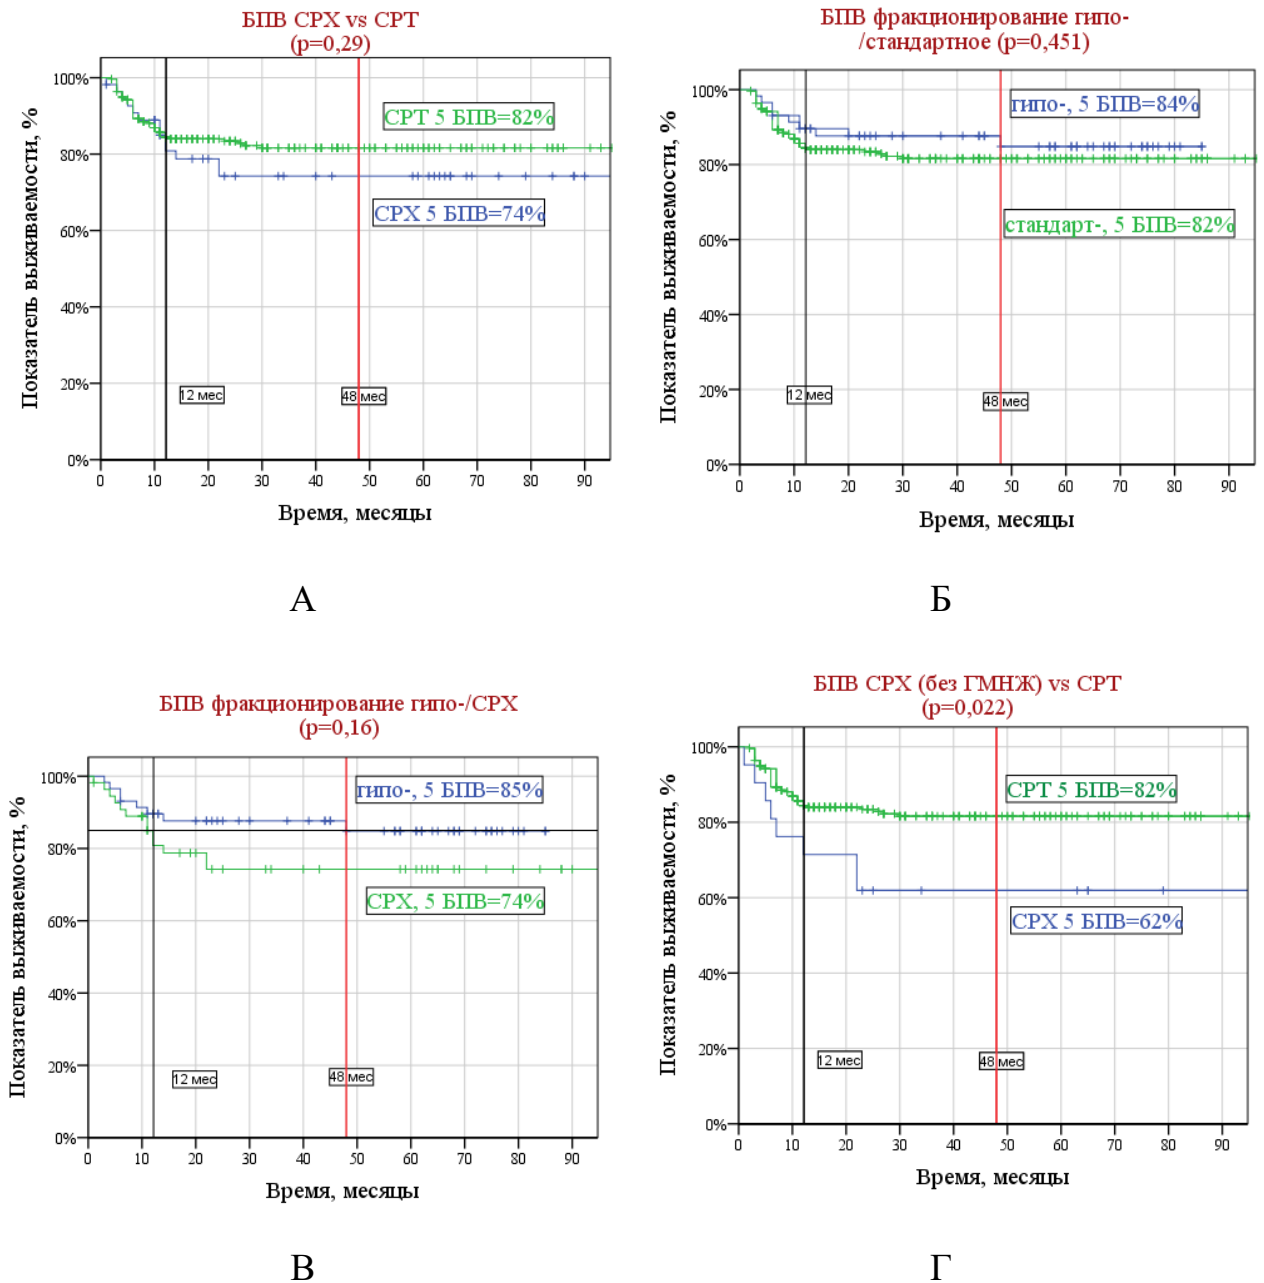 БПВ СРХ vs СРТ
(p=0,29)
Показатель выживаемости, %
100%
80%
60%
40%
20%
0%
СРТ 5 БПВ=82%
СРХ 5 БПВ=74%
12 мес
48 мес
0 10 20 30 40 50 60 70 80 90
Время, месяцы
А
БПВ фракционирование гипо-
/стандартное (p=0,451)
Показатель выживаемости, %
100%
80%
60%
40%
20%
0%
гипо-, 5 БПВ=84%
стандарт-, 5 БПВ=82%
12 мес
48 мес
0 10 20 30 40 50 60 70 80 90
Время, месяцы
Б
БПВ фракционирование гипо-/СРХ
(p=0,16)
Показатель выживаемости, %
100%
80%
60%
40%
20%
0%
гипо-, 5 БПВ=85%
СРХ, 5 БПВ=74%
12 мес
48 мес
0 10 20 30 40 50 60 70 80 90
Время, месяцы
В
БПВ СРХ (без ГМНЖ) vs СРТ
(p=0,022)
Показатель выживаемости, %
100%
80%
60%
40%
20%
0%
СРТ 5 БПВ=82%
СРХ 5 БПВ=62%
12 мес
48 мес
0 10 20 30 40 50 60 70 80 90
Время, месяцы
Г